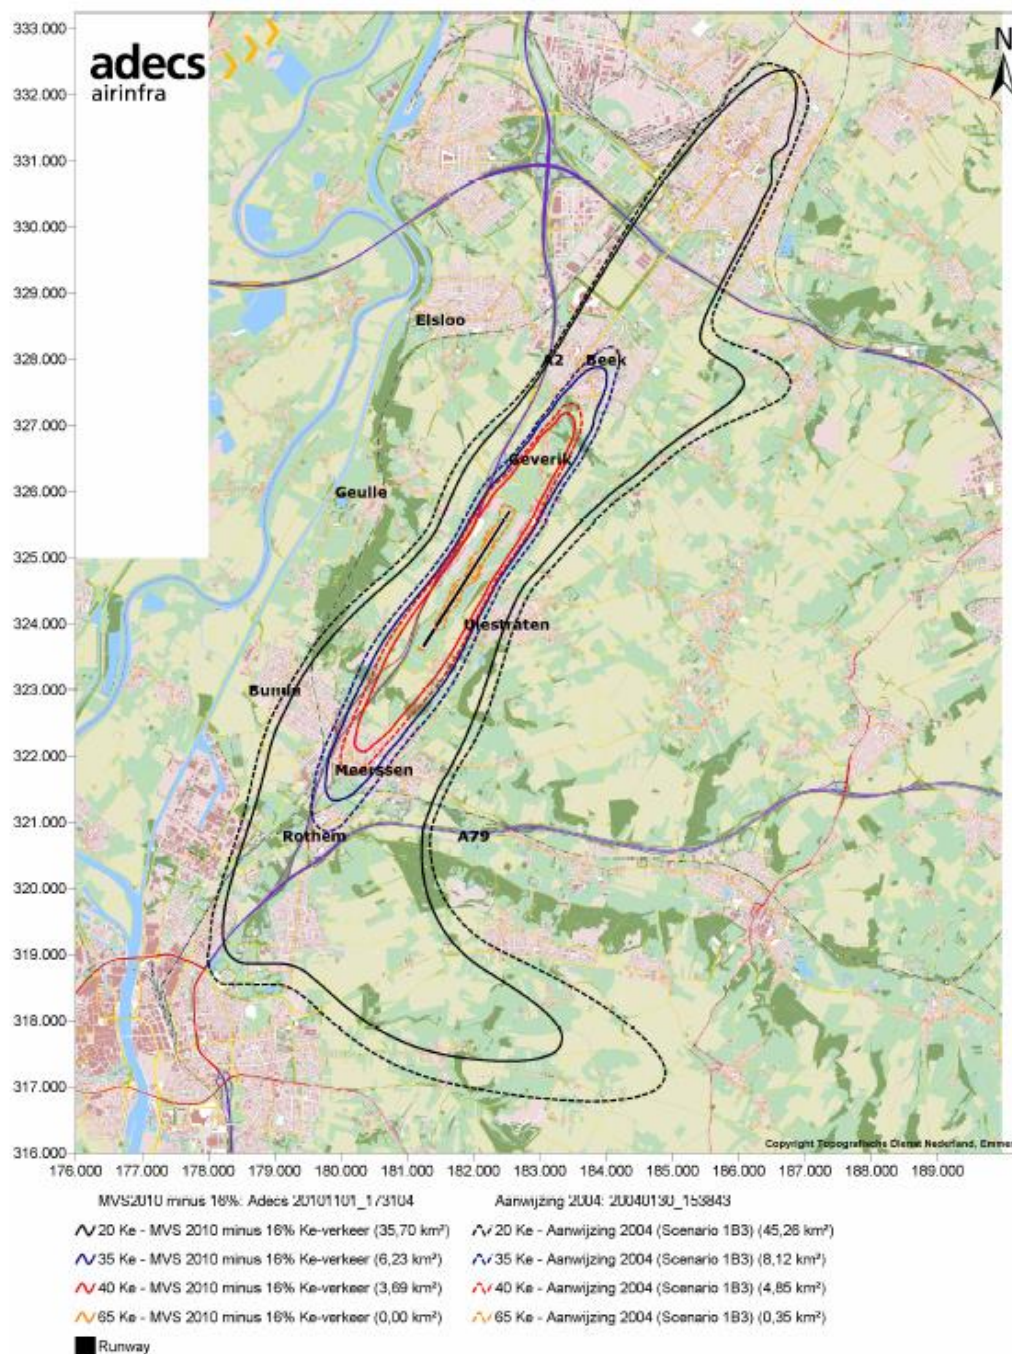 333.000
adecs
airinfra
N
332.000
331.000
330.000
329.000
Elsloo
328.000
A2
Beek
327.000
Geverik
326.000
Geulle
325.000
324.000
Ulestraten
323.000
Bunde
322.000
Meerssen
321.000
Rothem
A79
320.000
319.000
318.000
317.000
316.000
Copyright Topografische Dienst Nederland, Emmen
176.000 177.000 178.000 179.000 180.000 181.000 182.000 183.000 184.000 185.000 186.000 187.000 188.000 189.000
MVS2010 minus 16%: Adecs 20101101_173104
Aanwijzing 2004: 20040130_153843
20 Ke - MVS 2010 minus 16% Ke-verkeer (35,70 km²)
20 Ke - Aanwijzing 2004 (Scenario 1B3) (45,26 km²)
35 Ke - MVS 2010 minus 16% Ke-verkeer (6,23 km²)
35 Ke - Aanwijzing 2004 (Scenario 1B3) (8,12 km²)
40 Ke - MVS 2010 minus 16% Ke-verkeer (3,69 km²)
40 Ke - Aanwijzing 2004 (Scenario 1B3) (4,85 km²)
65 Ke - MVS 2010 minus 16% Ke-verkeer (0,00 km²)
65 Ke - Aanwijzing 2004 (Scenario 1B3) (0,35 km²)
Runway